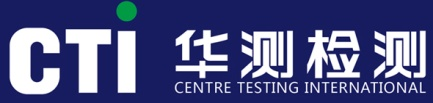 CTI
华测检测
CENTRE TESTING INTERNATIONAL